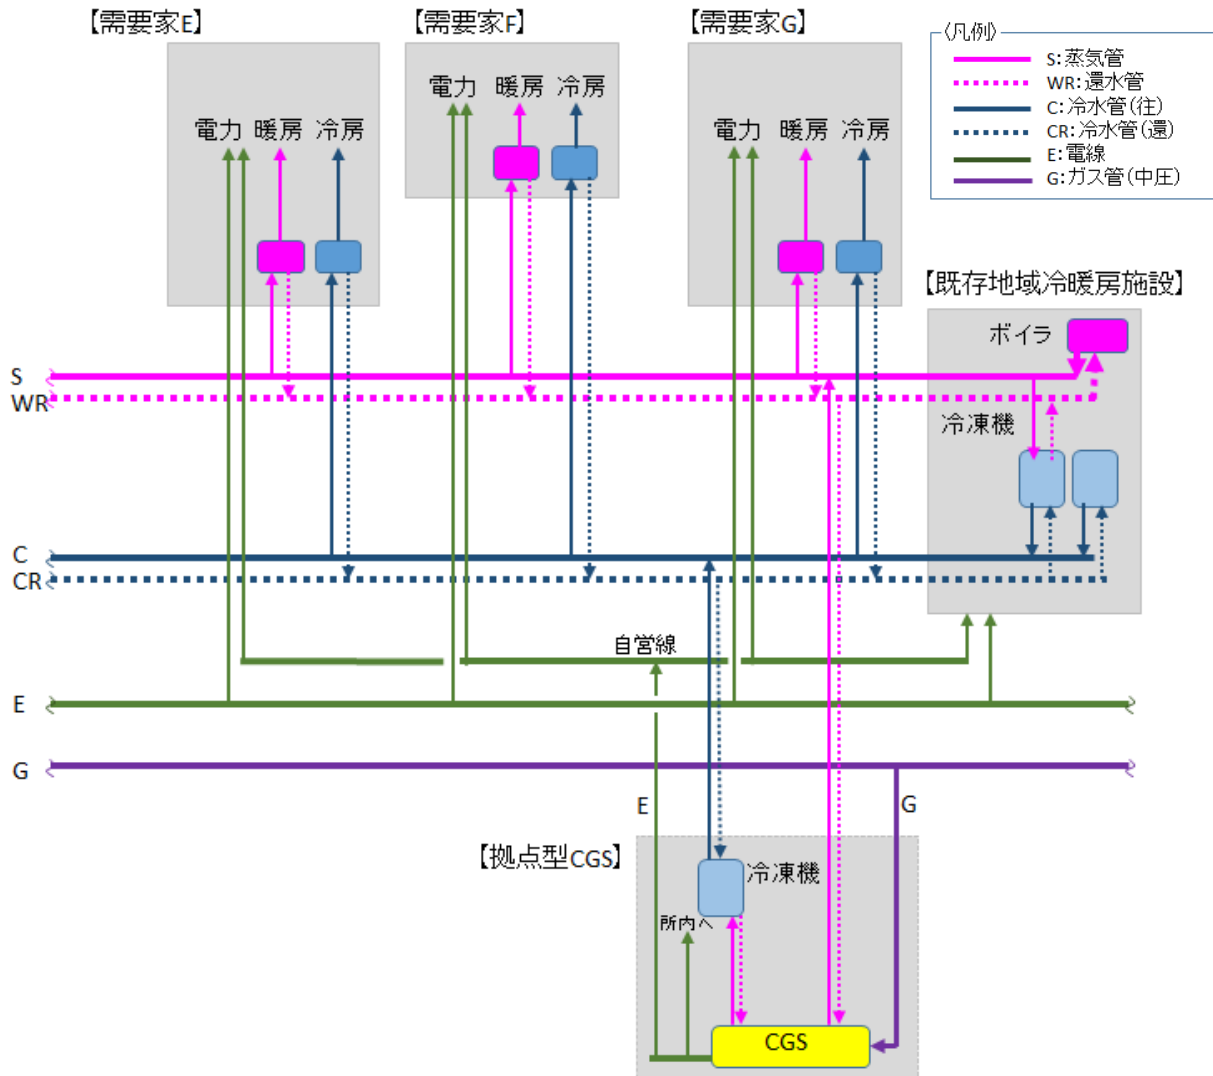 【需要家E】
【需要家F】
【需要家G】
〈凡例〉
S:蒸気管
WR:還水管
C:冷水管(往)
CR:冷水管(還)
E:電線
G:ガス管(中圧)
電力 暖房 冷房
電力 暖房 冷房
電力 暖房 冷房
【既存地域冷暖房施設】
ボイラ
S
WR
冷凍機
C
CR
自営線
E
G
E
G
【拠点型CGS】
冷凍機
所内へ
CGS